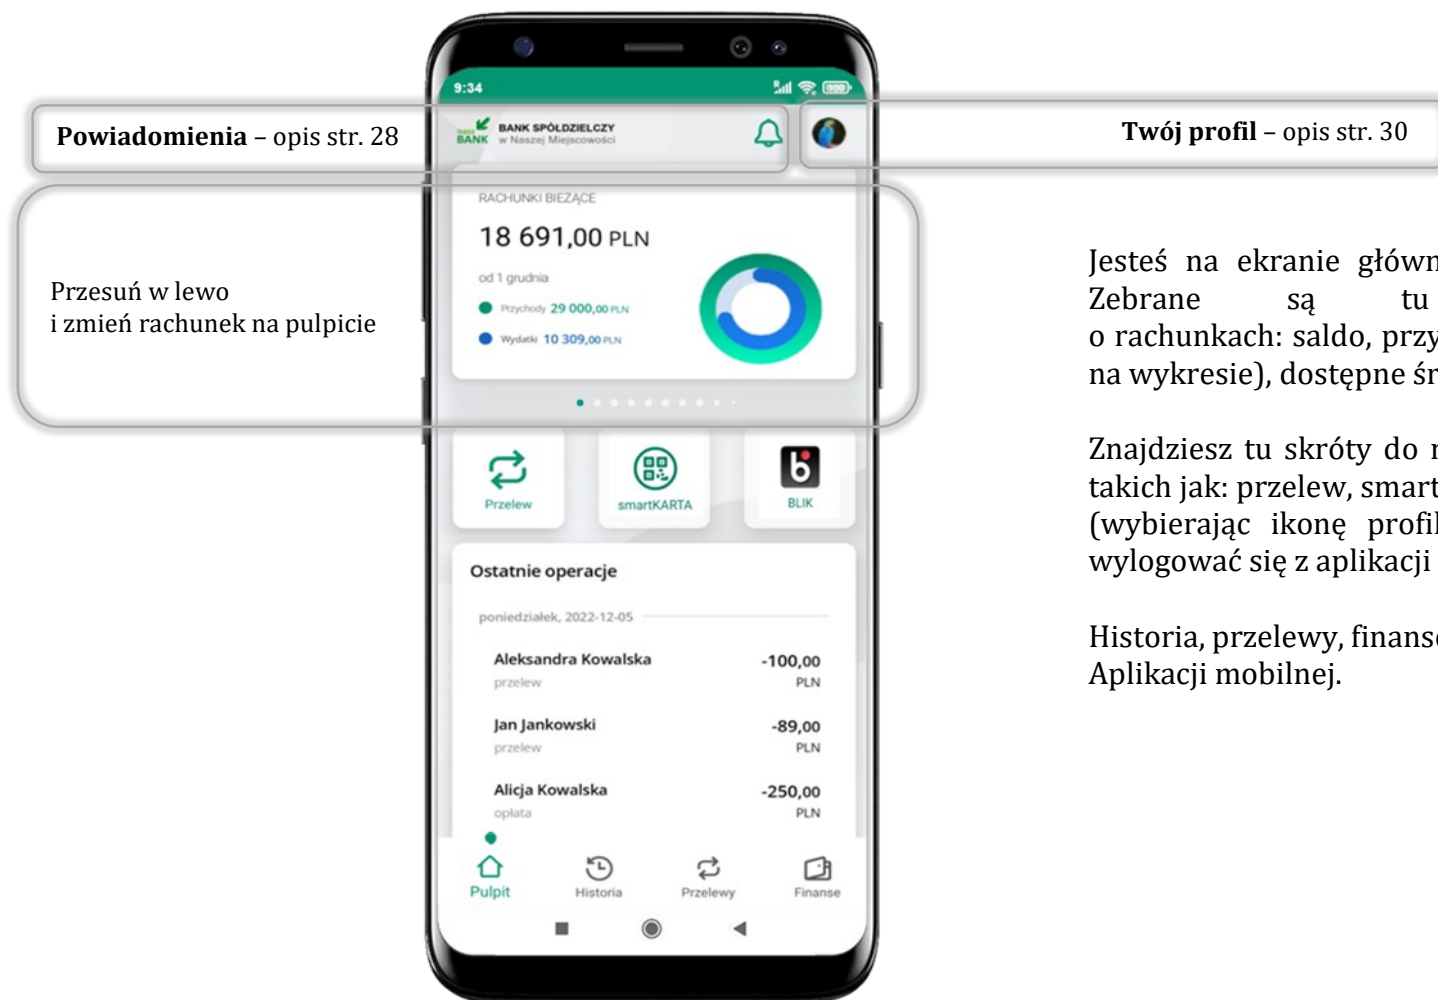 9:34
Powiadomienia – opis str. 28
nasz BANK
BANK SPÓŁDZIELCZY
w Naszej Miejscowości
Twój profil – opis str. 30
RACHUNKI BIEŻĄCE
18 691,00 PLN
od 1 grudnia
Przychody 29 000,00 PLN
Wydatki 10 309,00 PLN
Przesuń w lewo
i zmień rachunek na pulpicie
Przelew
smartKARTA
BLIK
Ostatnie operacje
poniedziałek, 2022-12-05
Aleksandra Kowalska -100,00
przelew PLN
Jan Jankowski -89,00
przelew PLN
Alicja Kowalska -250,00
opłata PLN
Pulpit
Historia
Przelewy
Finanse
Jesteś na ekranie główn
Zebrane są tu
o rachunkach: saldo, przy
na wykresie), dostępne śr
Znajdziesz tu skróty do
takich jak: przelew, smart
(wybierając ikonę profil
wylogować się z aplikacji
Historia, przelewy, finans
Aplikacji mobilnej.